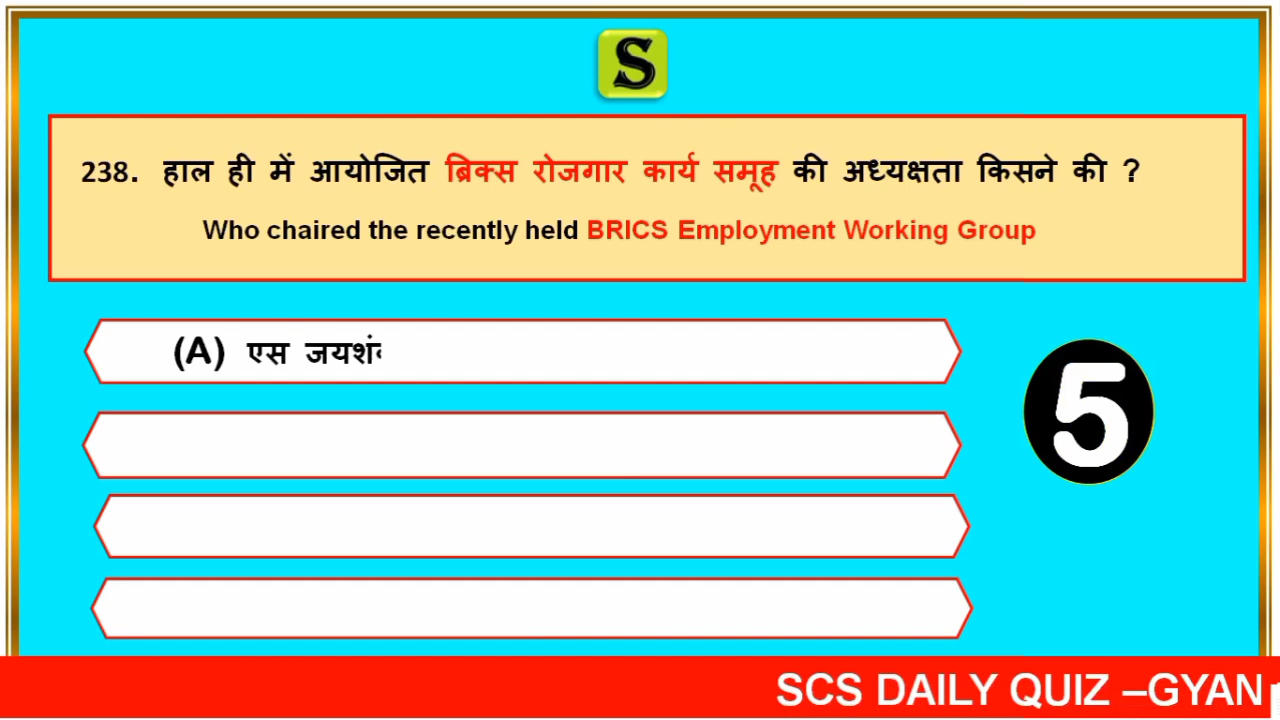 S
238. हाल ही में आयोजित ब्रिक्स रोजगार कार्य समूह की अध्यक्षता किसने की ?
Who chaired the recently held BRICS Employment Working Group
(A) एस
5
SCS DAILY QUIZ –GYAN